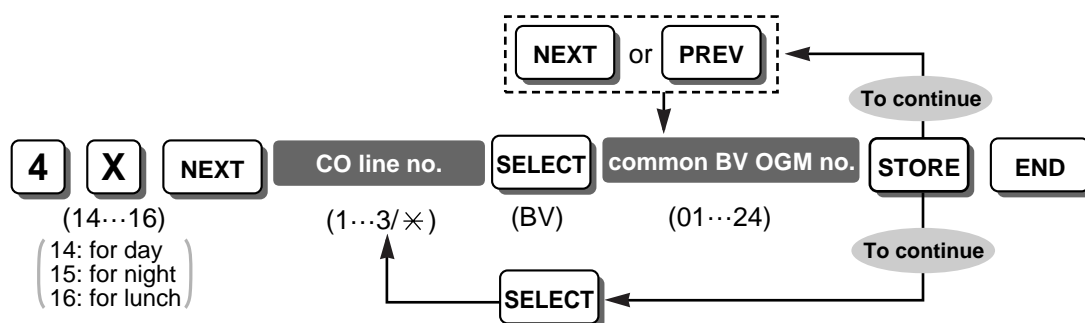 NEXT or PREV
To continue
4 X NEXT CO line no. SELECT common BV OGM no. STORE END
(14···16) (1···3/✳) (BV) (01···24)
14: for day
15: for night
16: for lunch
To continue
SELECT